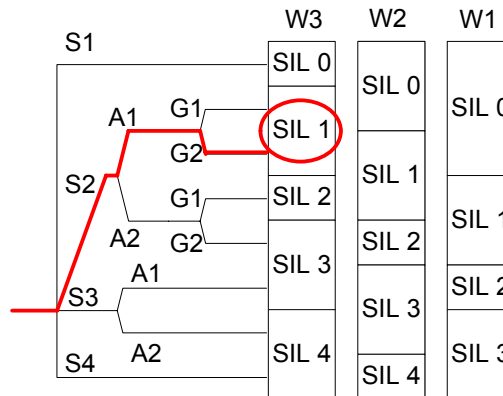 W3 W2 W1
S1
SIL 0
SIL 0
SIL 0
A1
G1
SIL 1
G2
S2
SIL 1
G1
SIL 2
SIL 1
A2
G2
SIL 2
A1
SIL 3
SIL 2
S3
SIL 3
A2
SIL 4
SIL 3
S4
SIL 4